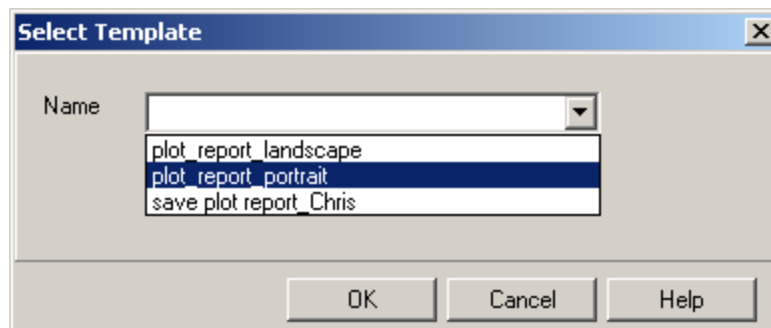 Select Template
Name
plot_report_landscape
plot_report_portrait
save plot report_Chris
OK Cancel Help